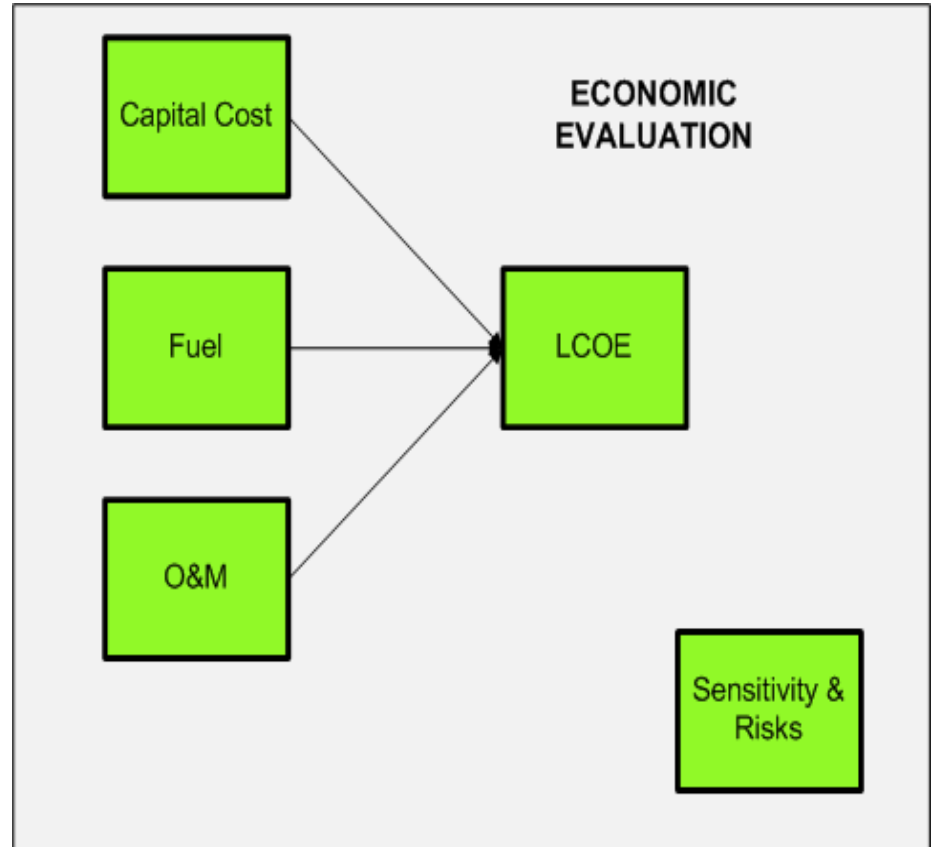 Capital Cost
ECONOMIC
EVALUATION
Fuel
LCOE
O&M
Sensitivity &
Risks